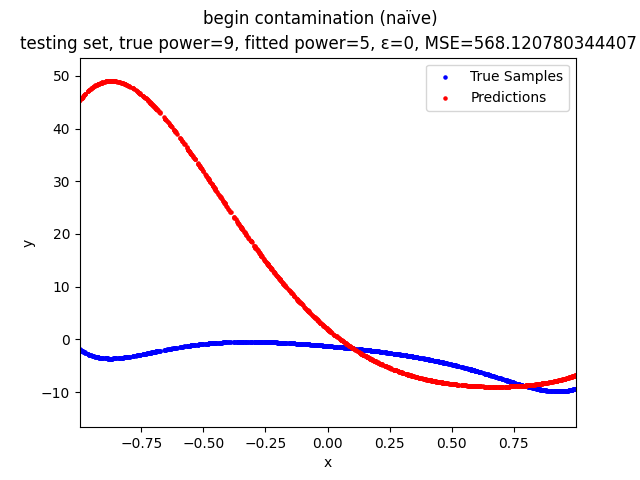 begin contamination (naïve)
testing set, true power=9, fitted power=5, ε=0, MSE=568.120780344407
True Samples
Predictions
y
50
40
30
20
10
0
−10
−0.75 −0.50 −0.25 0.00 0.25 0.50 0.75
x